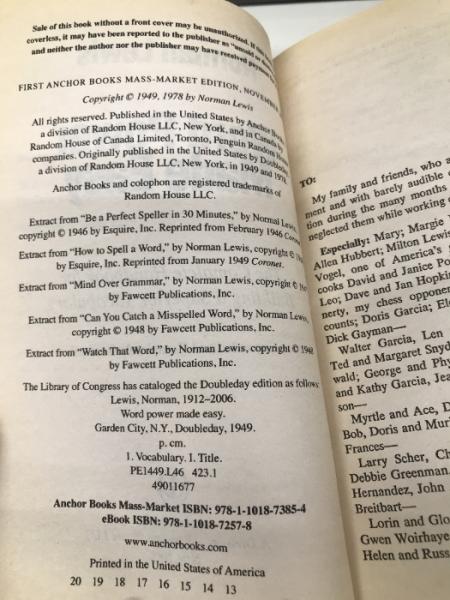 Sale of this book without a front cover may be unauthorized. If this
coverless, it may have been reported to the publisher as "unsold or
and neither the author nor the publisher may have received payment
FIRST ANCHOR BOOKS MASS-MARKET EDITION, NOVEMBER
Copyright © 1949, 1978 by Norman Lewis
All rights reserved. Published in the United States by Anchor Books
a division of Random House LLC, New York, and in Canada by
Random House of Canada Limited, Toronto, Penguin Random House
companies. Originally published in the United States by Doubleday,
a division of Random House LLC, New York, in 1949 and 1978.
Anchor Books and colophon are registered trademarks of
Random House LLC.
Extract from "Be a Perfect Speller in 30 Minutes," by Norman Lewis,
copyright © 1946 by Esquire, Inc. Reprinted from February 1946 Coronet.
Extract from "How to Spell a Word," by Norman Lewis, copyright ©
by Esquire, Inc. Reprinted from January 1949 Coronet.
Extract from "Mind Over Grammar," by Norman Lewis, copyright ©
by Fawcett Publications, Inc.
Extract from "Can You Catch a Misspelled Word," by Norman Lewis,
copyright © 1948 by Fawcett Publications, Inc.
Extract from "Watch That Word," by Norman Lewis, copyright © 1948
by Fawcett Publications, Inc.
The Library of Congress has cataloged the Doubleday edition as follows:
Lewis, Norman, 1912–2006.
Word power made easy.
Garden City, N.Y., Doubleday, 1949.
p. cm.
1. Vocabulary. I. Title.
PE1449.L46 423.1
49011677
Anchor Books Mass-Market ISBN: 978-1-1018-7385-4
eBook ISBN: 978-1-1018-7257-8
www.anchorbooks.com
Printed in the United States of America
20 19 18 17 16 15 14 13
TO:
My family and friends, who
ment and with barely audible
tion during the many months
neglected them while working
Especially: Mary; Margie
Allen Hubbert; Milton Lewis
Vogel, one of America's
cooks David and Janice
Leo; Dave and Jan Hopkins
nerty, my chess opponent
counts; Doris Garcia;
Dick Gayman—
Walter Garcia, Len
Ted and Margaret Snyd
wald; George and Phy
and Kathy Garcia, Jea
son—
Myrtle and Ace, D
Bob, Doris and Muri
Frances—
Larry Scher, Ch
Debbie Greenman,
Hernandez, John
Breitbart—
Lorin and Glo
Gwen Woirhaye
Helen and Russ